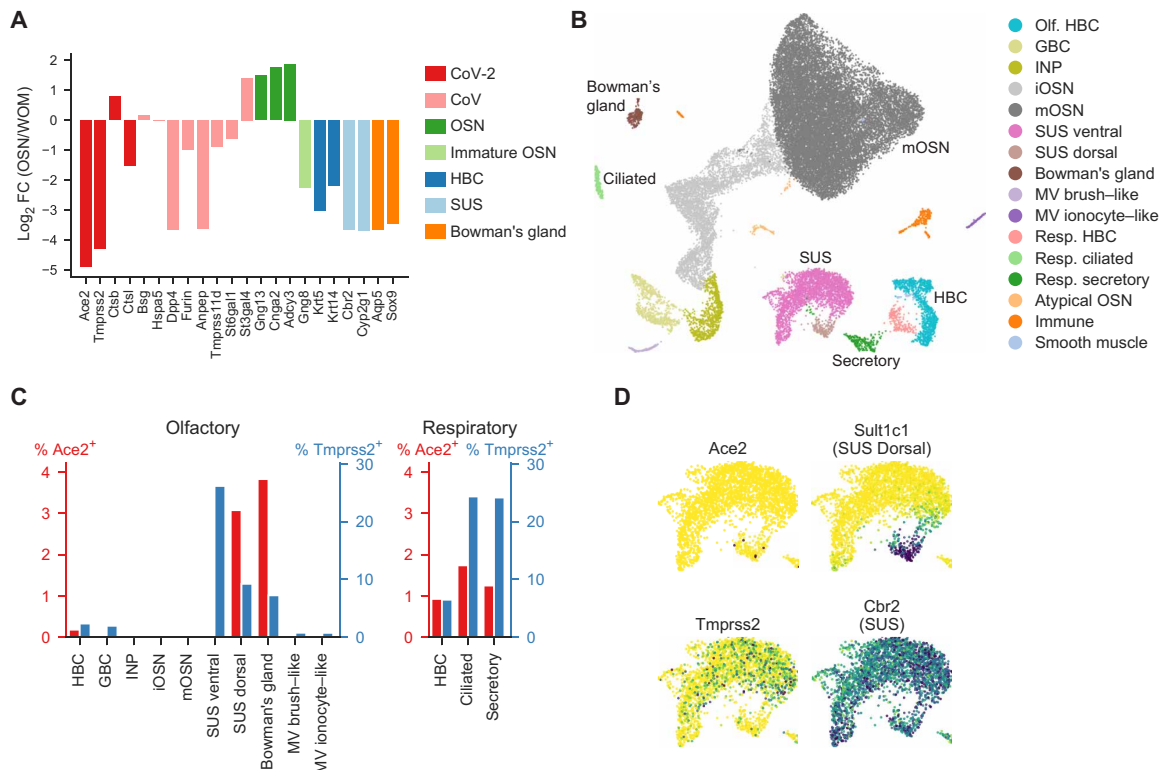 A
Log2 FC (OSN/WOM)
2
1
0
−1
−2
−3
−4
−5
Ace2
Tmprss2
Ctsb
Ctsl
Bsg
Hspa5
Dpp4
Furin
Anpep
Tmprss11d
St6gal1
St3gal4
Gng13
Cnga2
Adcy3
Gng8
Krt5
Krt14
Cbr2
Cyp2g1
Aqp5
Sox9
CoV-2
CoV
OSN
Immature OSN
HBC
SUS
Bowman's gland
B
Bowman's
gland
Ciliated
mOSN
SUS
HBC
Secretory
Olf. HBC
GBC
INP
iOSN
mOSN
SUS ventral
SUS dorsal
Bowman's gland
MV brush–like
MV ionocyte–like
Resp. HBC
Resp. ciliated
Resp. secretory
Atypical OSN
Immune
Smooth muscle
C
Olfactory
% Ace2+
% Tmprss2+
4
3
2
1
0
30
20
10
0
HBC
GBC
INP
iOSN
mOSN
SUS ventral
SUS dorsal
Bowman's gland
MV brush–like
MV ionocyte–like
Respiratory
% Ace2+
% Tmprss2+
4
3
2
1
0
30
20
10
0
HBC
Ciliated
Secretory
D
Ace2
Sult1c1
(SUS Dorsal)
Tmprss2
Cbr2
(SUS)